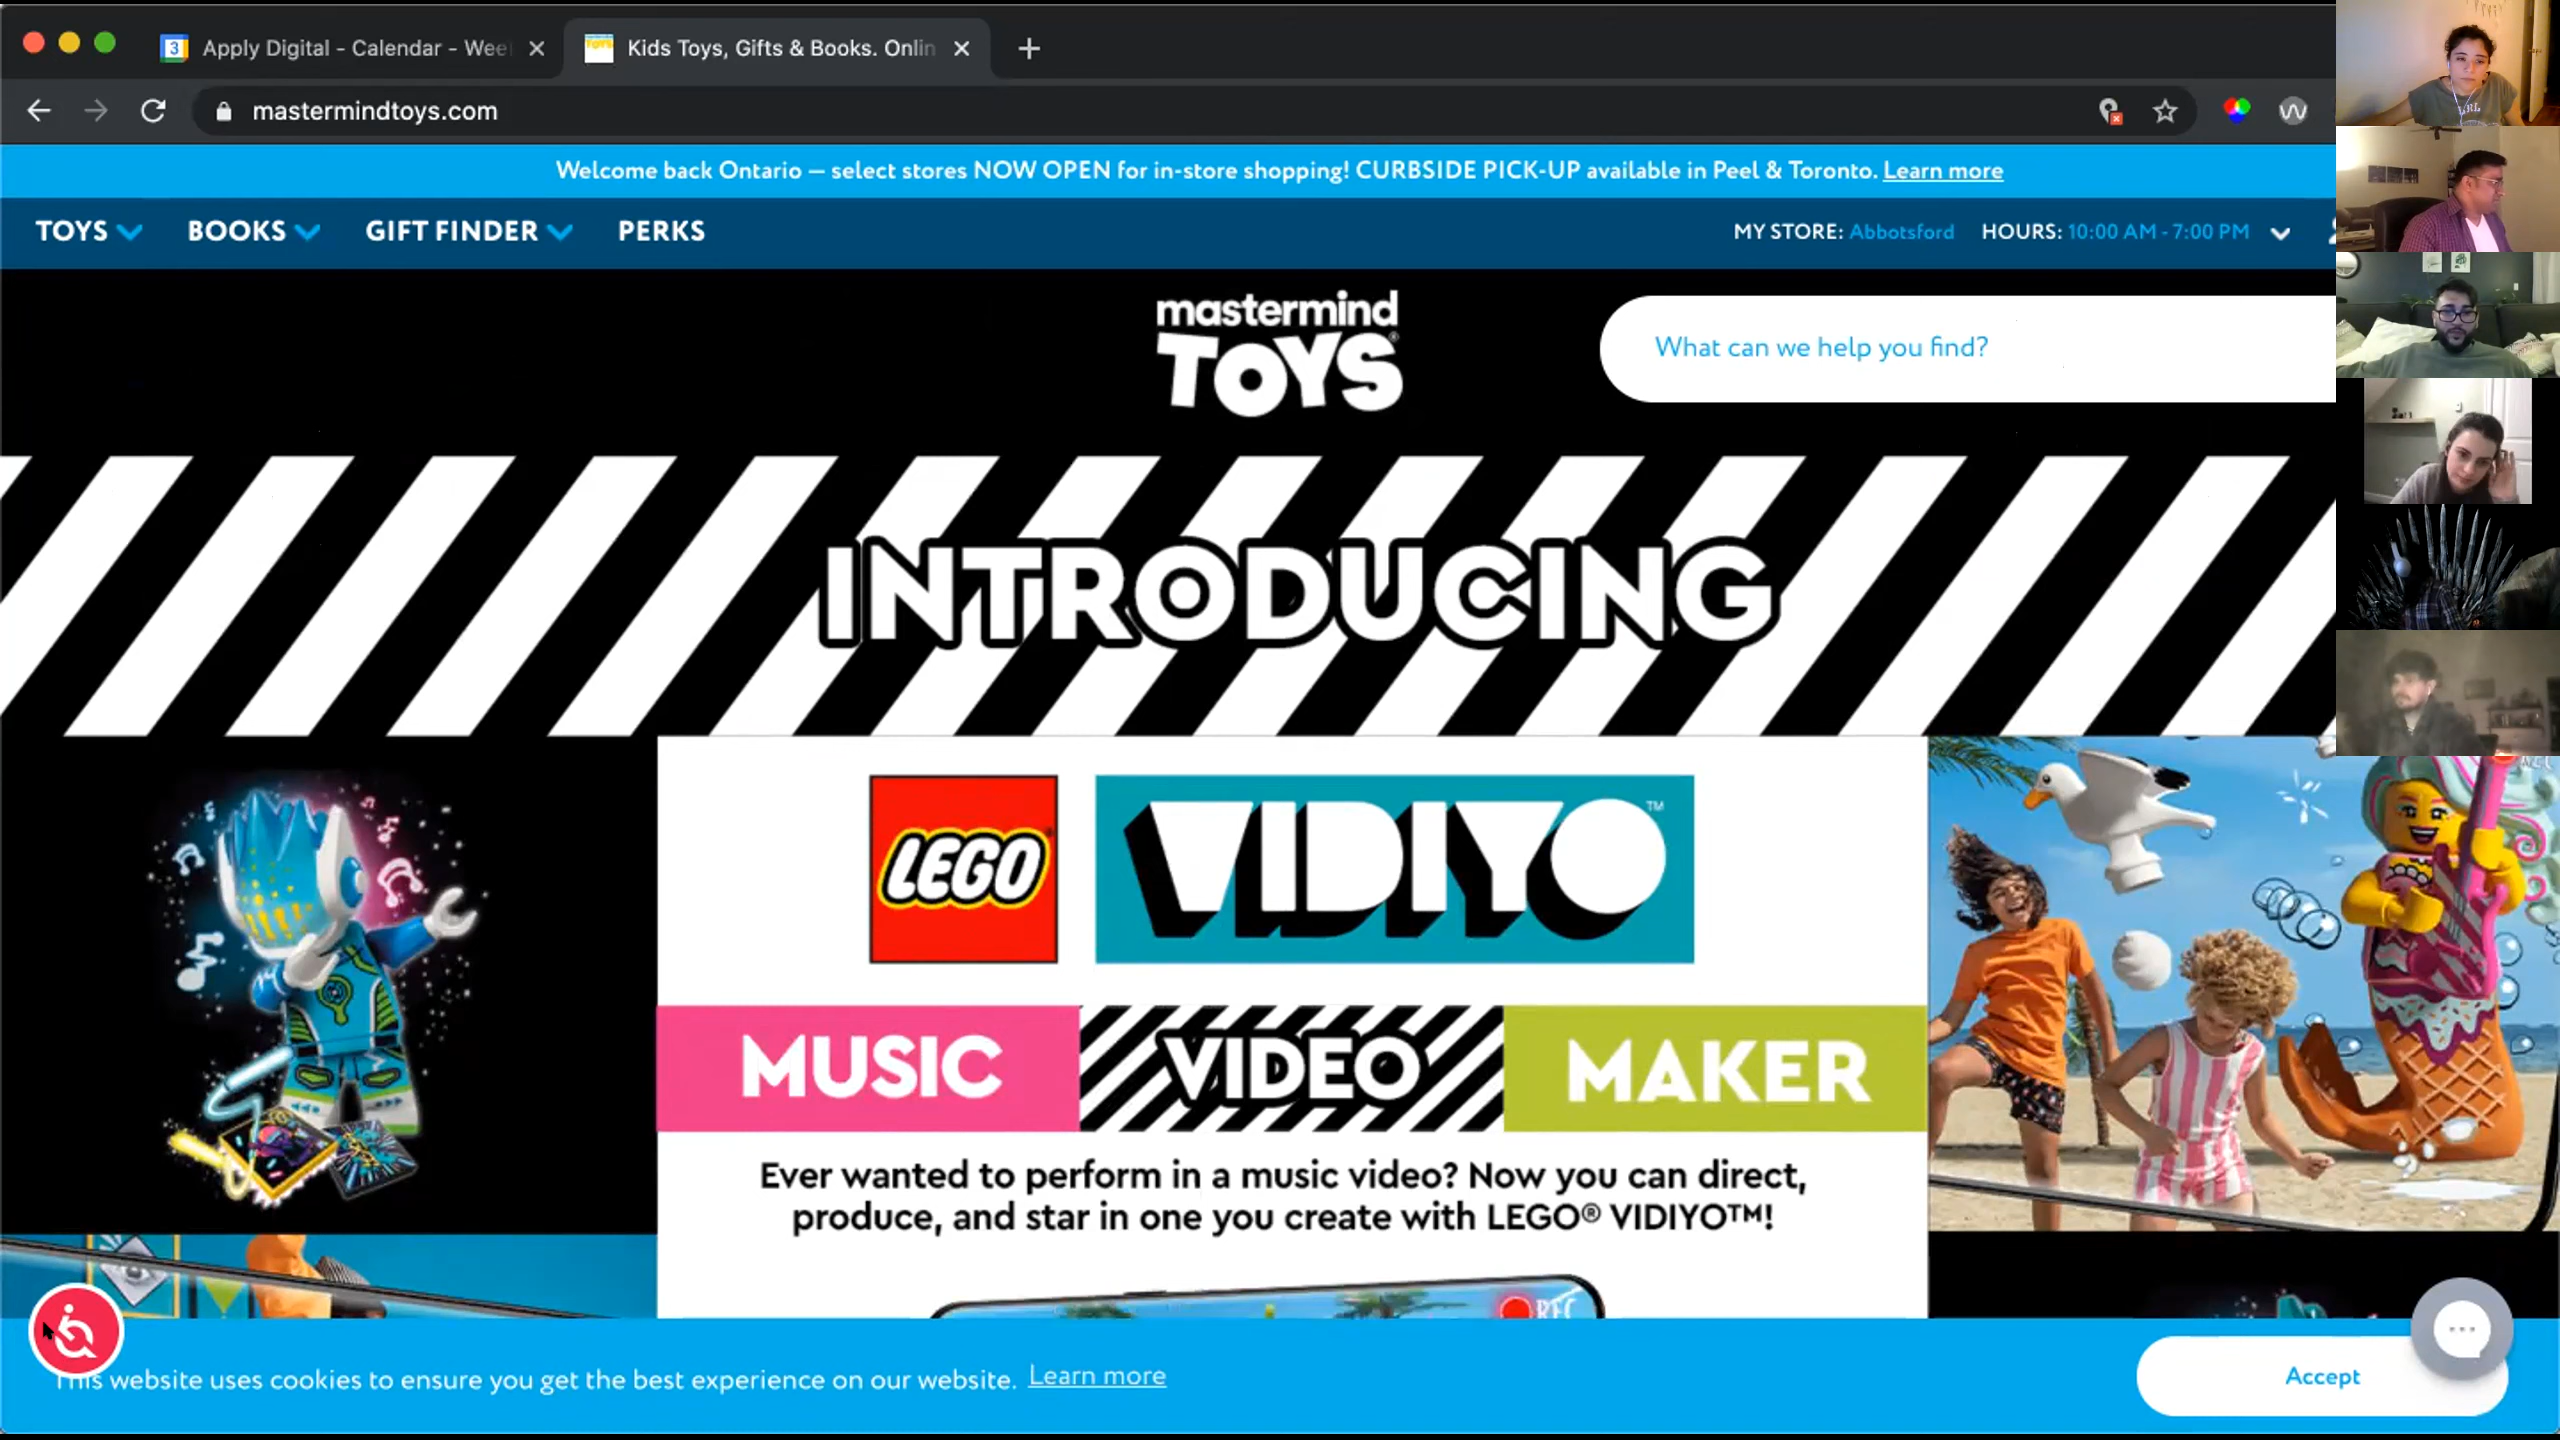 3 Apply Digital - Calendar - Wee
Kids Toys, Gifts & Books. Onlin
mastermindtoys.com
Welcome back Ontario — select stores NOW OPEN for in-store shopping! CURBSIDE PICK-UP available in Peel & Toronto. Learn more
TOYS BOOKS GIFT FINDER PERKS MY STORE: Abbotsford HOURS: 10:00 AM - 7:00 PM
mastermind
TOYS®
What can we help you find?
INTRODUCING
LEGO® VIDIYO™
MUSIC VIDEO MAKER
Ever wanted to perform in a music video? Now you can direct,
produce, and star in one you create with LEGO® VIDIYO™!
REC
This website uses cookies to ensure you get the best experience on our website. Learn more
Accept